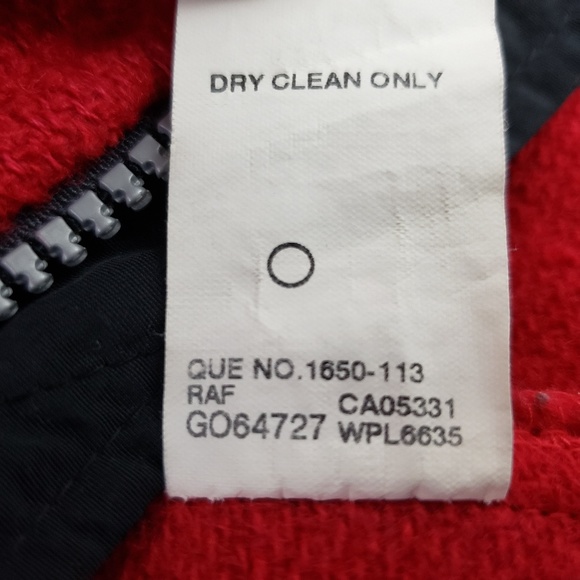 DRY CLEAN ONLY
QUE NO.1650-113
RAF CA05331
GO64727 WPL6635